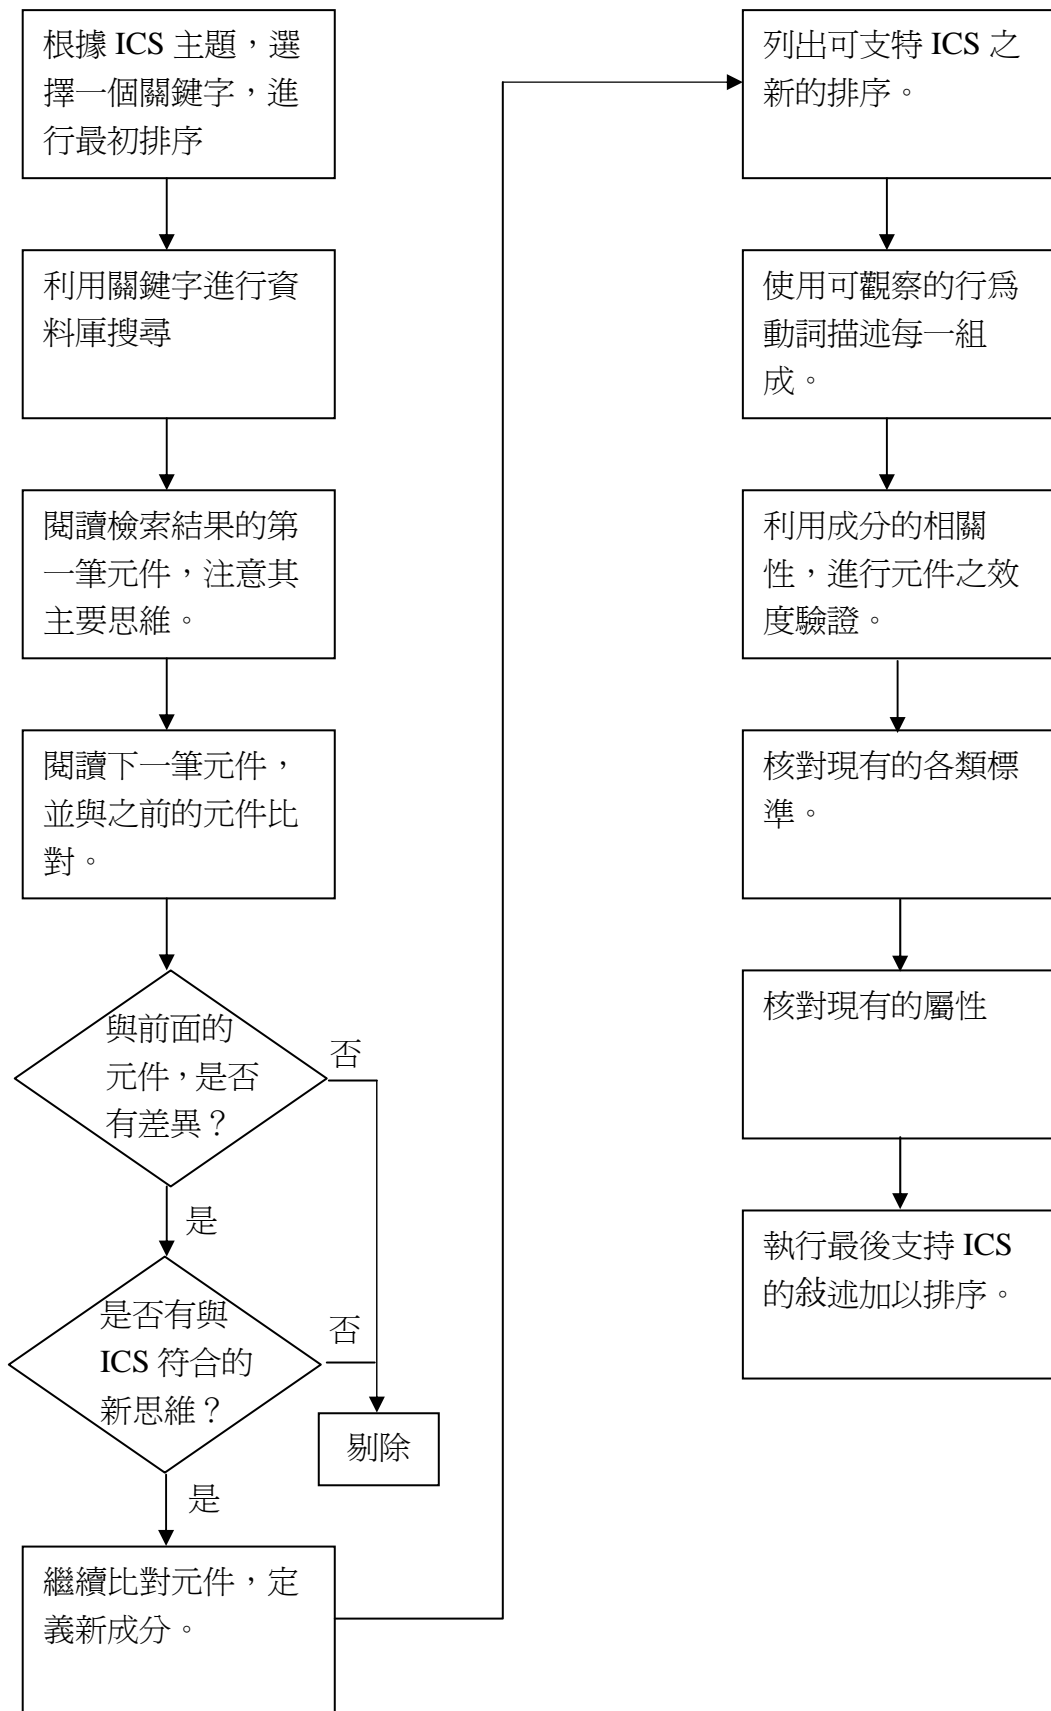 根據 ICS 主題，選
擇一個關鍵字，進
行最初排序
利用關鍵字進行資
料庫搜尋
閱讀檢索結果的第
一筆元件，注意其
主要思維。
閱讀下一筆元件，
並與之前的元件比
對。
與前面的
元件，是否
有差異？
否
是
是否有與
ICS 符合的
新思維？
否
剔除
是
繼續比對元件，定
義新成分。
列出可支特 ICS 之
新的排序。
使用可觀察的行為
動詞描述每一組
成。
利用成分的相關
性，進行元件之效
度驗證。
核對現有的各類標
準。
核對現有的屬性
執行最後支持 ICS
的敍述加以排序。